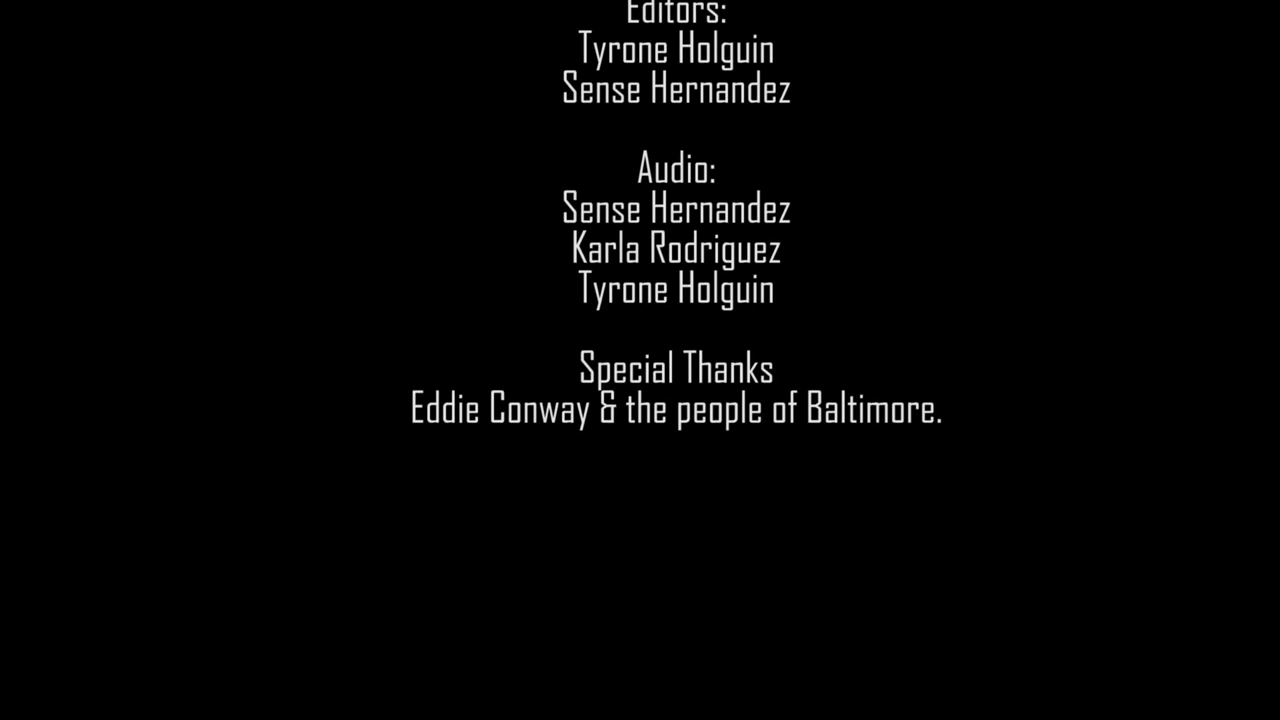 Editors:
Tyrone Holguin
Sense Hernandez
Audio:
Sense Hernandez
Karla Rodriguez
Tyrone Holguin
Special Thanks
Eddie Conway & the people of Baltimore.